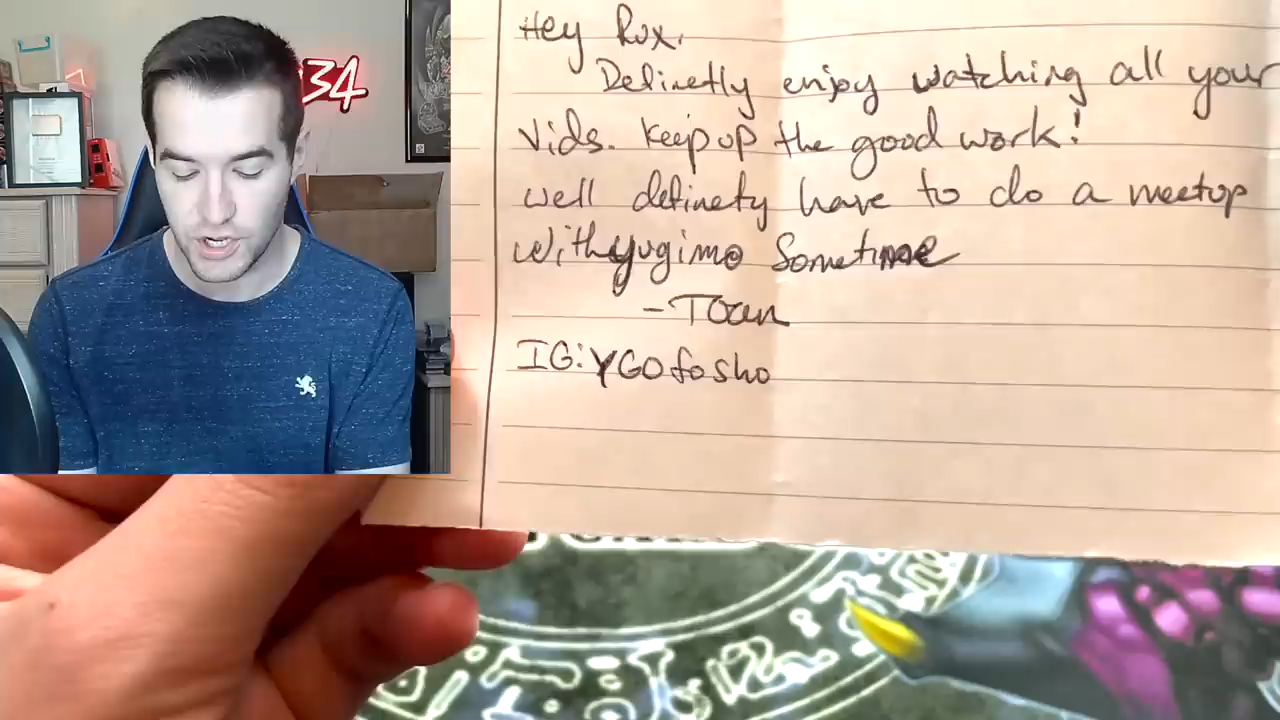 34
Hey Rux.
Definetly enjoy watching all your
Vids. Keep up the good work!
well definety have to do a meetup
With yugimo Sometime
- Toan
IG: YGOfosho